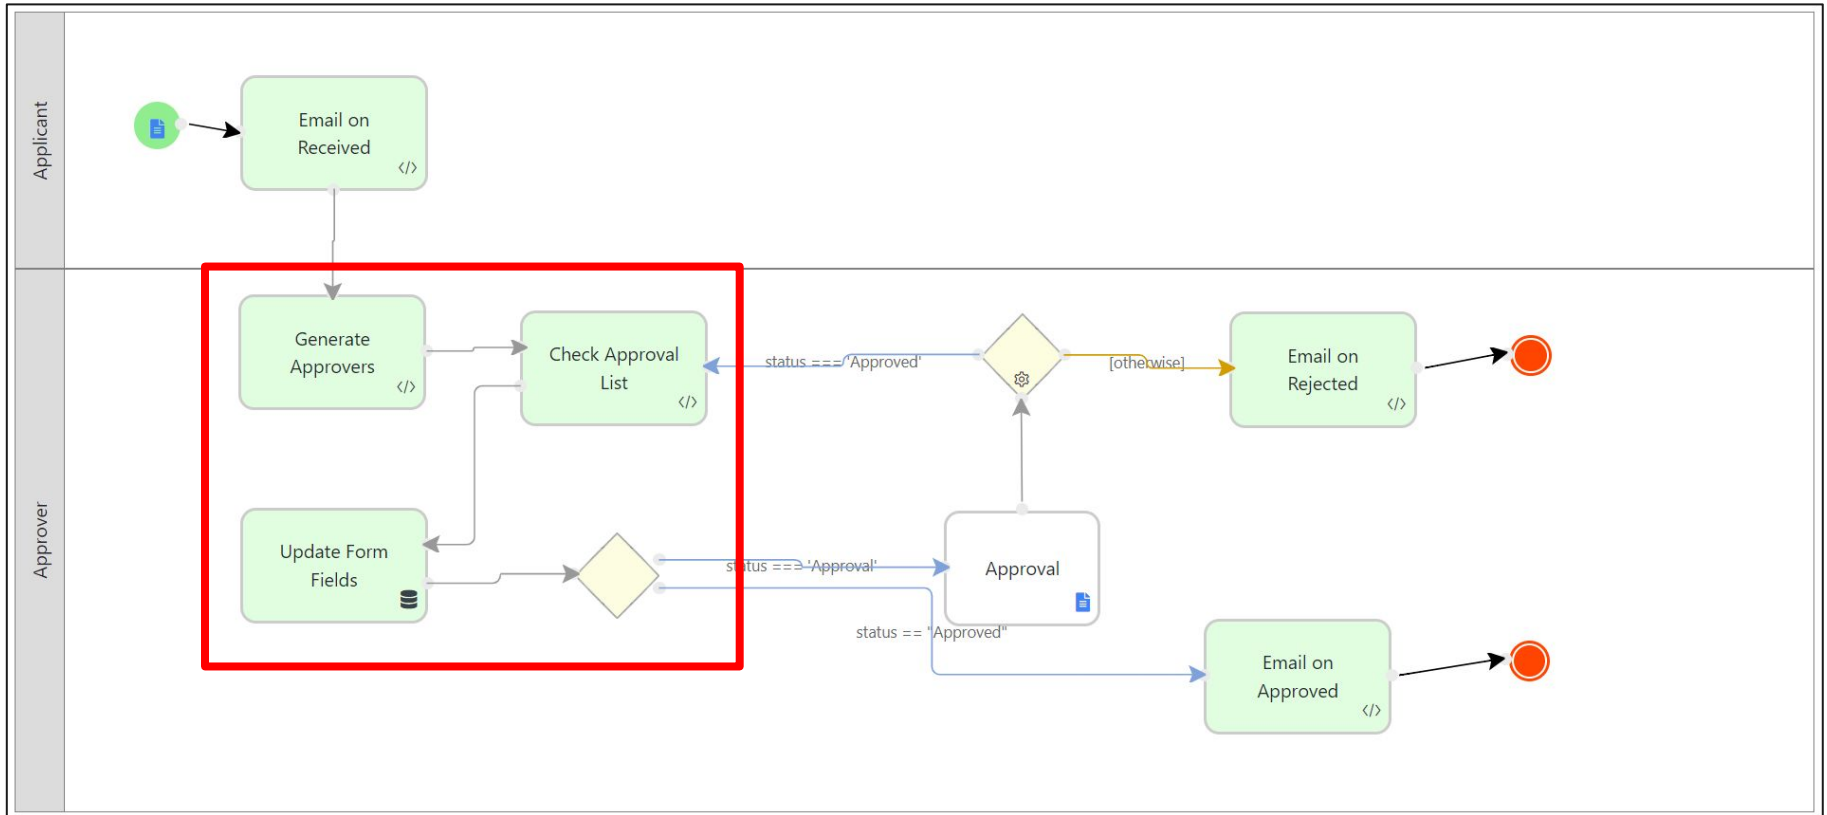 Applicant
Email on
Received
</>
Approver
Generate
Approvers
</>
Check Approval
List
</>
status === 'Approved'
[otherwise]
Email on
Rejected
</>
Update Form
Fields
status === 'Approval'
Approval
status == "Approved"
Email on
Approved
</>